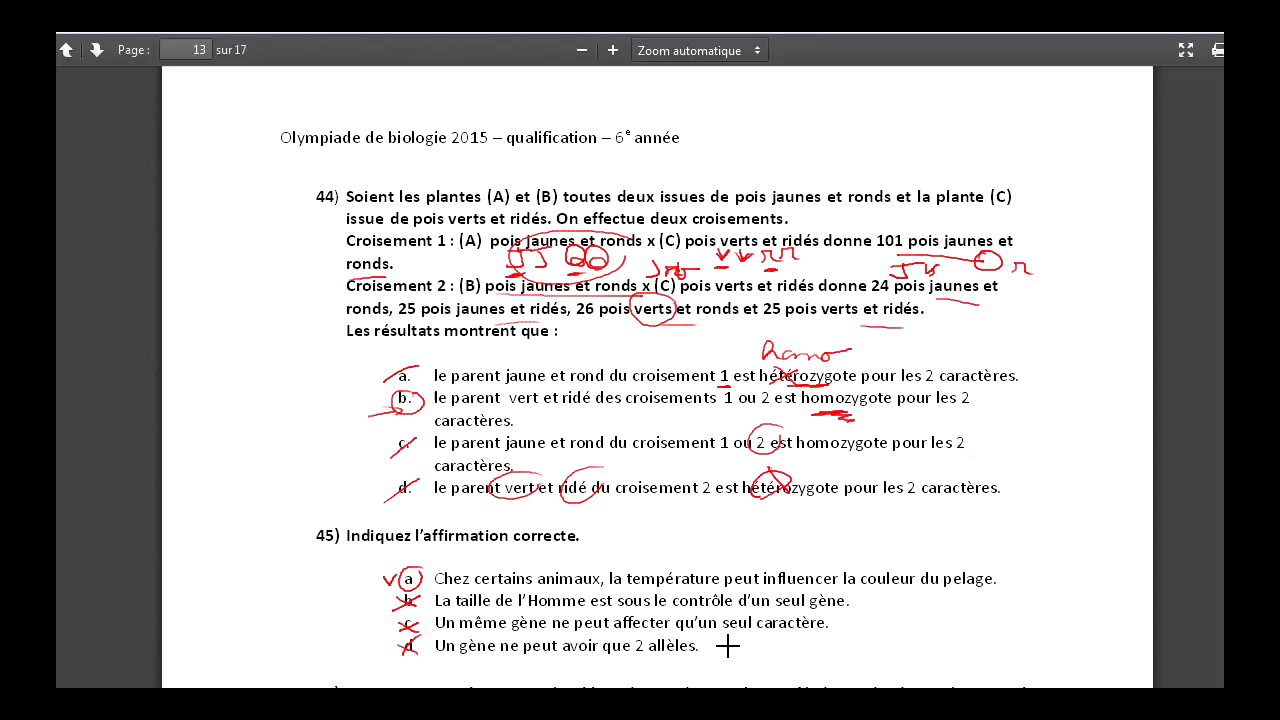 Page : 13 sur 17 Zoom automatique
Olympiade de biologie 2015 – qualification – 6e année
44) Soient les plantes (A) et (B) toutes deux issues de pois jaunes et ronds et la plante (C)
issue de pois verts et ridés. On effectue deux croisements.
Croisement 1 : (A) pois jaunes et ronds x (C) pois verts et ridés donne 101 pois jaunes et
ronds.
Croisement 2 : (B) pois jaunes et ronds x (C) pois verts et ridés donne 24 pois jaunes et
ronds, 25 pois jaunes et ridés, 26 pois verts et ronds et 25 pois verts et ridés.
Les résultats montrent que :
a. le parent jaune et rond du croisement 1 est hétérozygote pour les 2 caractères.
b. le parent vert et ridé des croisements 1 ou 2 est homozygote pour les 2
caractères.
c. le parent jaune et rond du croisement 1 ou 2 est homozygote pour les 2
caractères.
d. le parent vert et ridé du croisement 2 est hétérozygote pour les 2 caractères.
45) Indiquez l’affirmation correcte.
a Chez certains animaux, la température peut influencer la couleur du pelage.
b La taille de l’Homme est sous le contrôle d’un seul gène.
c Un même gène ne peut affecter qu’un seul caractère.
d Un gène ne peut avoir que 2 allèles.